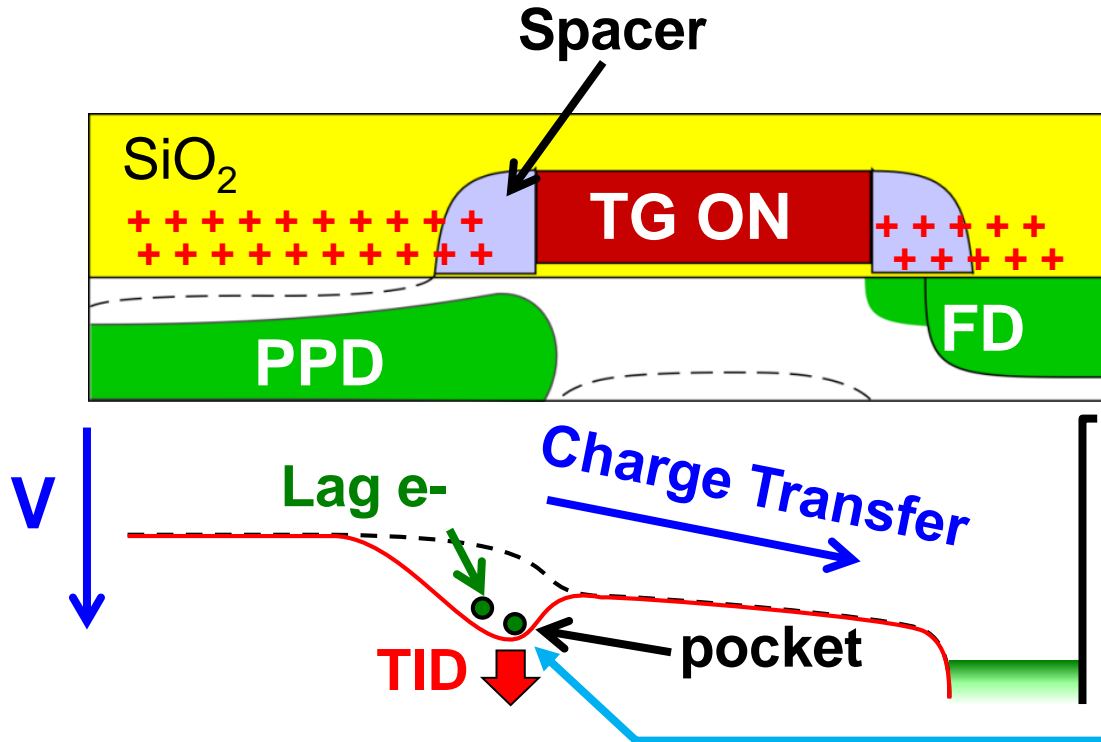 Spacer
SiO₂
TG ON
+ + + + + + + + + +
+ + + + +
+ + + + + + + + + +
+ + + + +
PPD
FD
V
Charge Transfer
Lag e-
pocket
TID